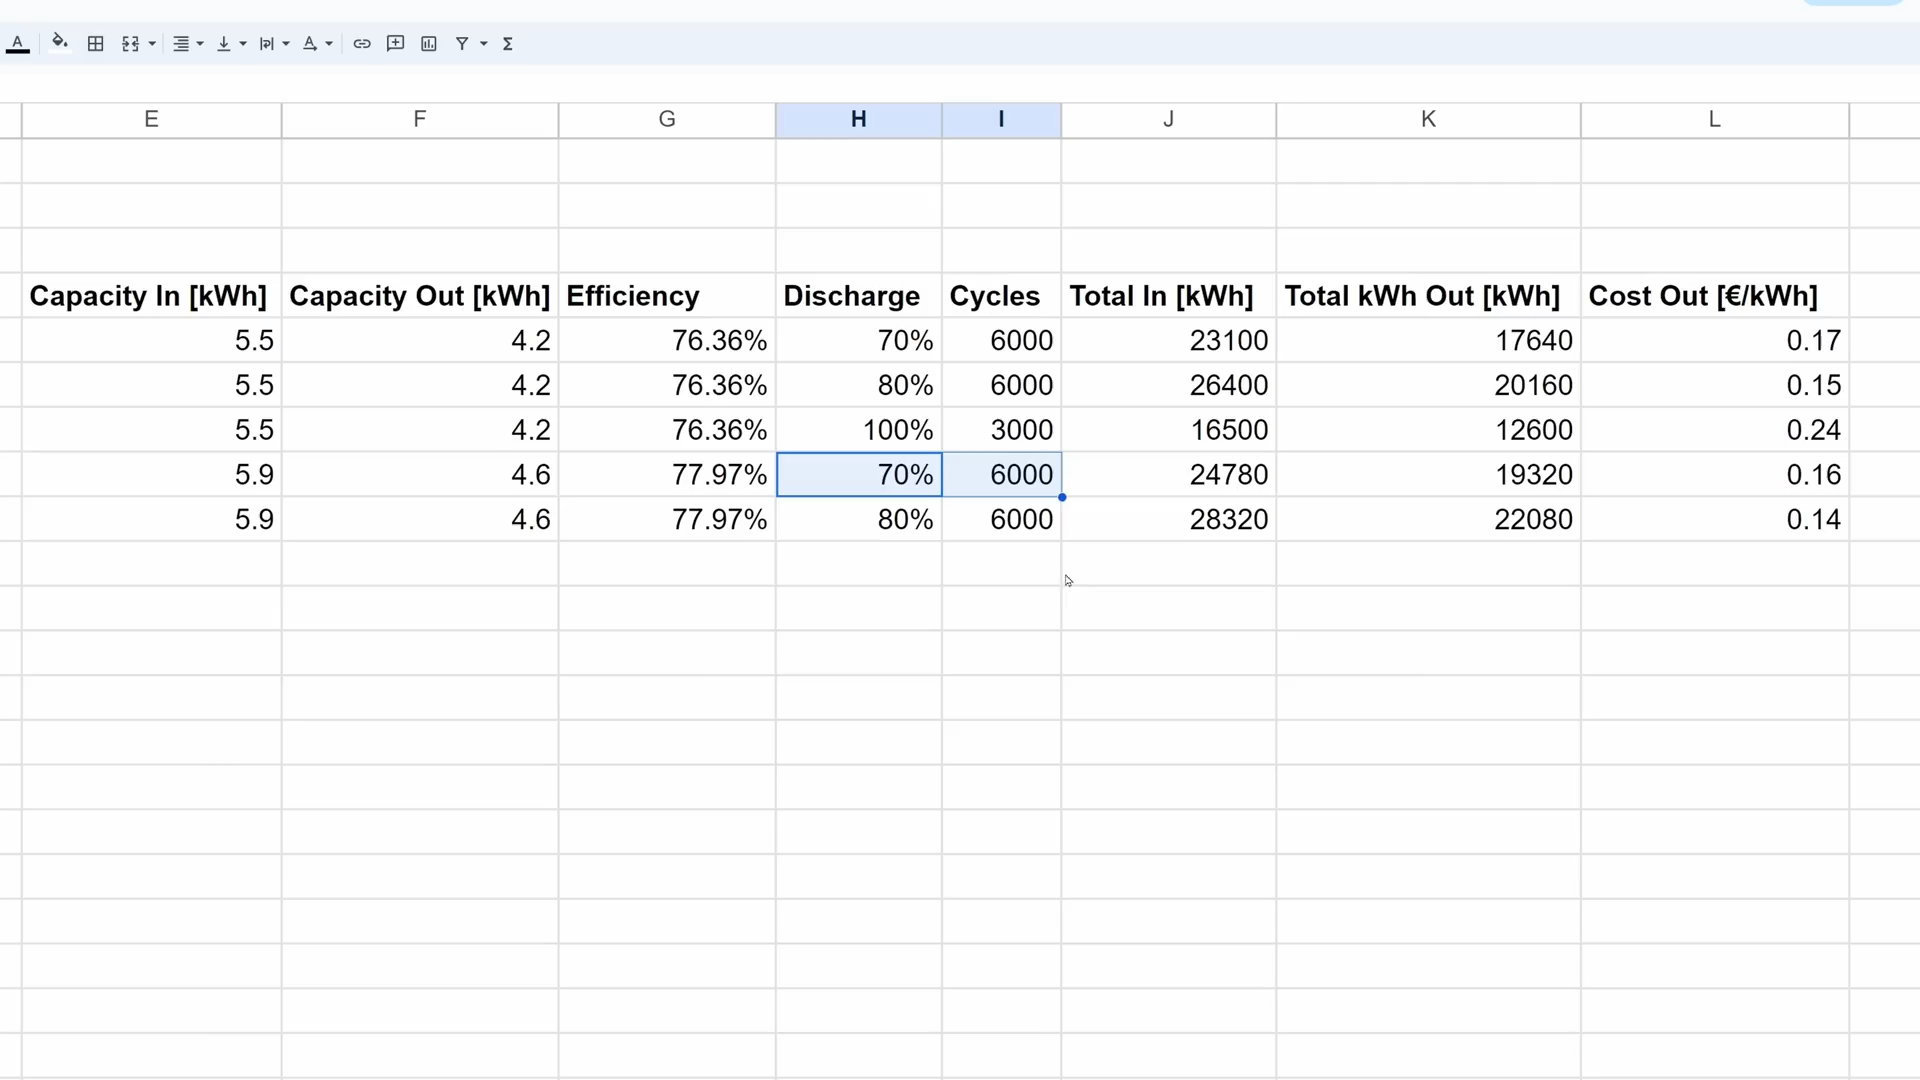 E F G H I J K L
Capacity In [kWh] Capacity Out [kWh] Efficiency Discharge Cycles Total In [kWh] Total kWh Out [kWh] Cost Out [€/kWh]
5.5 4.2 76.36% 70% 6000 23100 17640 0.17
5.5 4.2 76.36% 80% 6000 26400 20160 0.15
5.5 4.2 76.36% 100% 3000 16500 12600 0.24
5.9 4.6 77.97% 70% 6000 24780 19320 0.16
5.9 4.6 77.97% 80% 6000 28320 22080 0.14